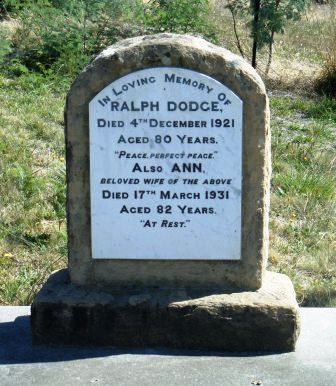 IN LOVING MEMORY OF
RALPH DODGE,
DIED 4TH DECEMBER 1921
AGED 80 YEARS.
"PEACE, PERFECT PEACE."
ALSO ANN,
BELOVED WIFE OF THE ABOVE
DIED 17TH MARCH 1931
AGED 82 YEARS.
"AT REST."